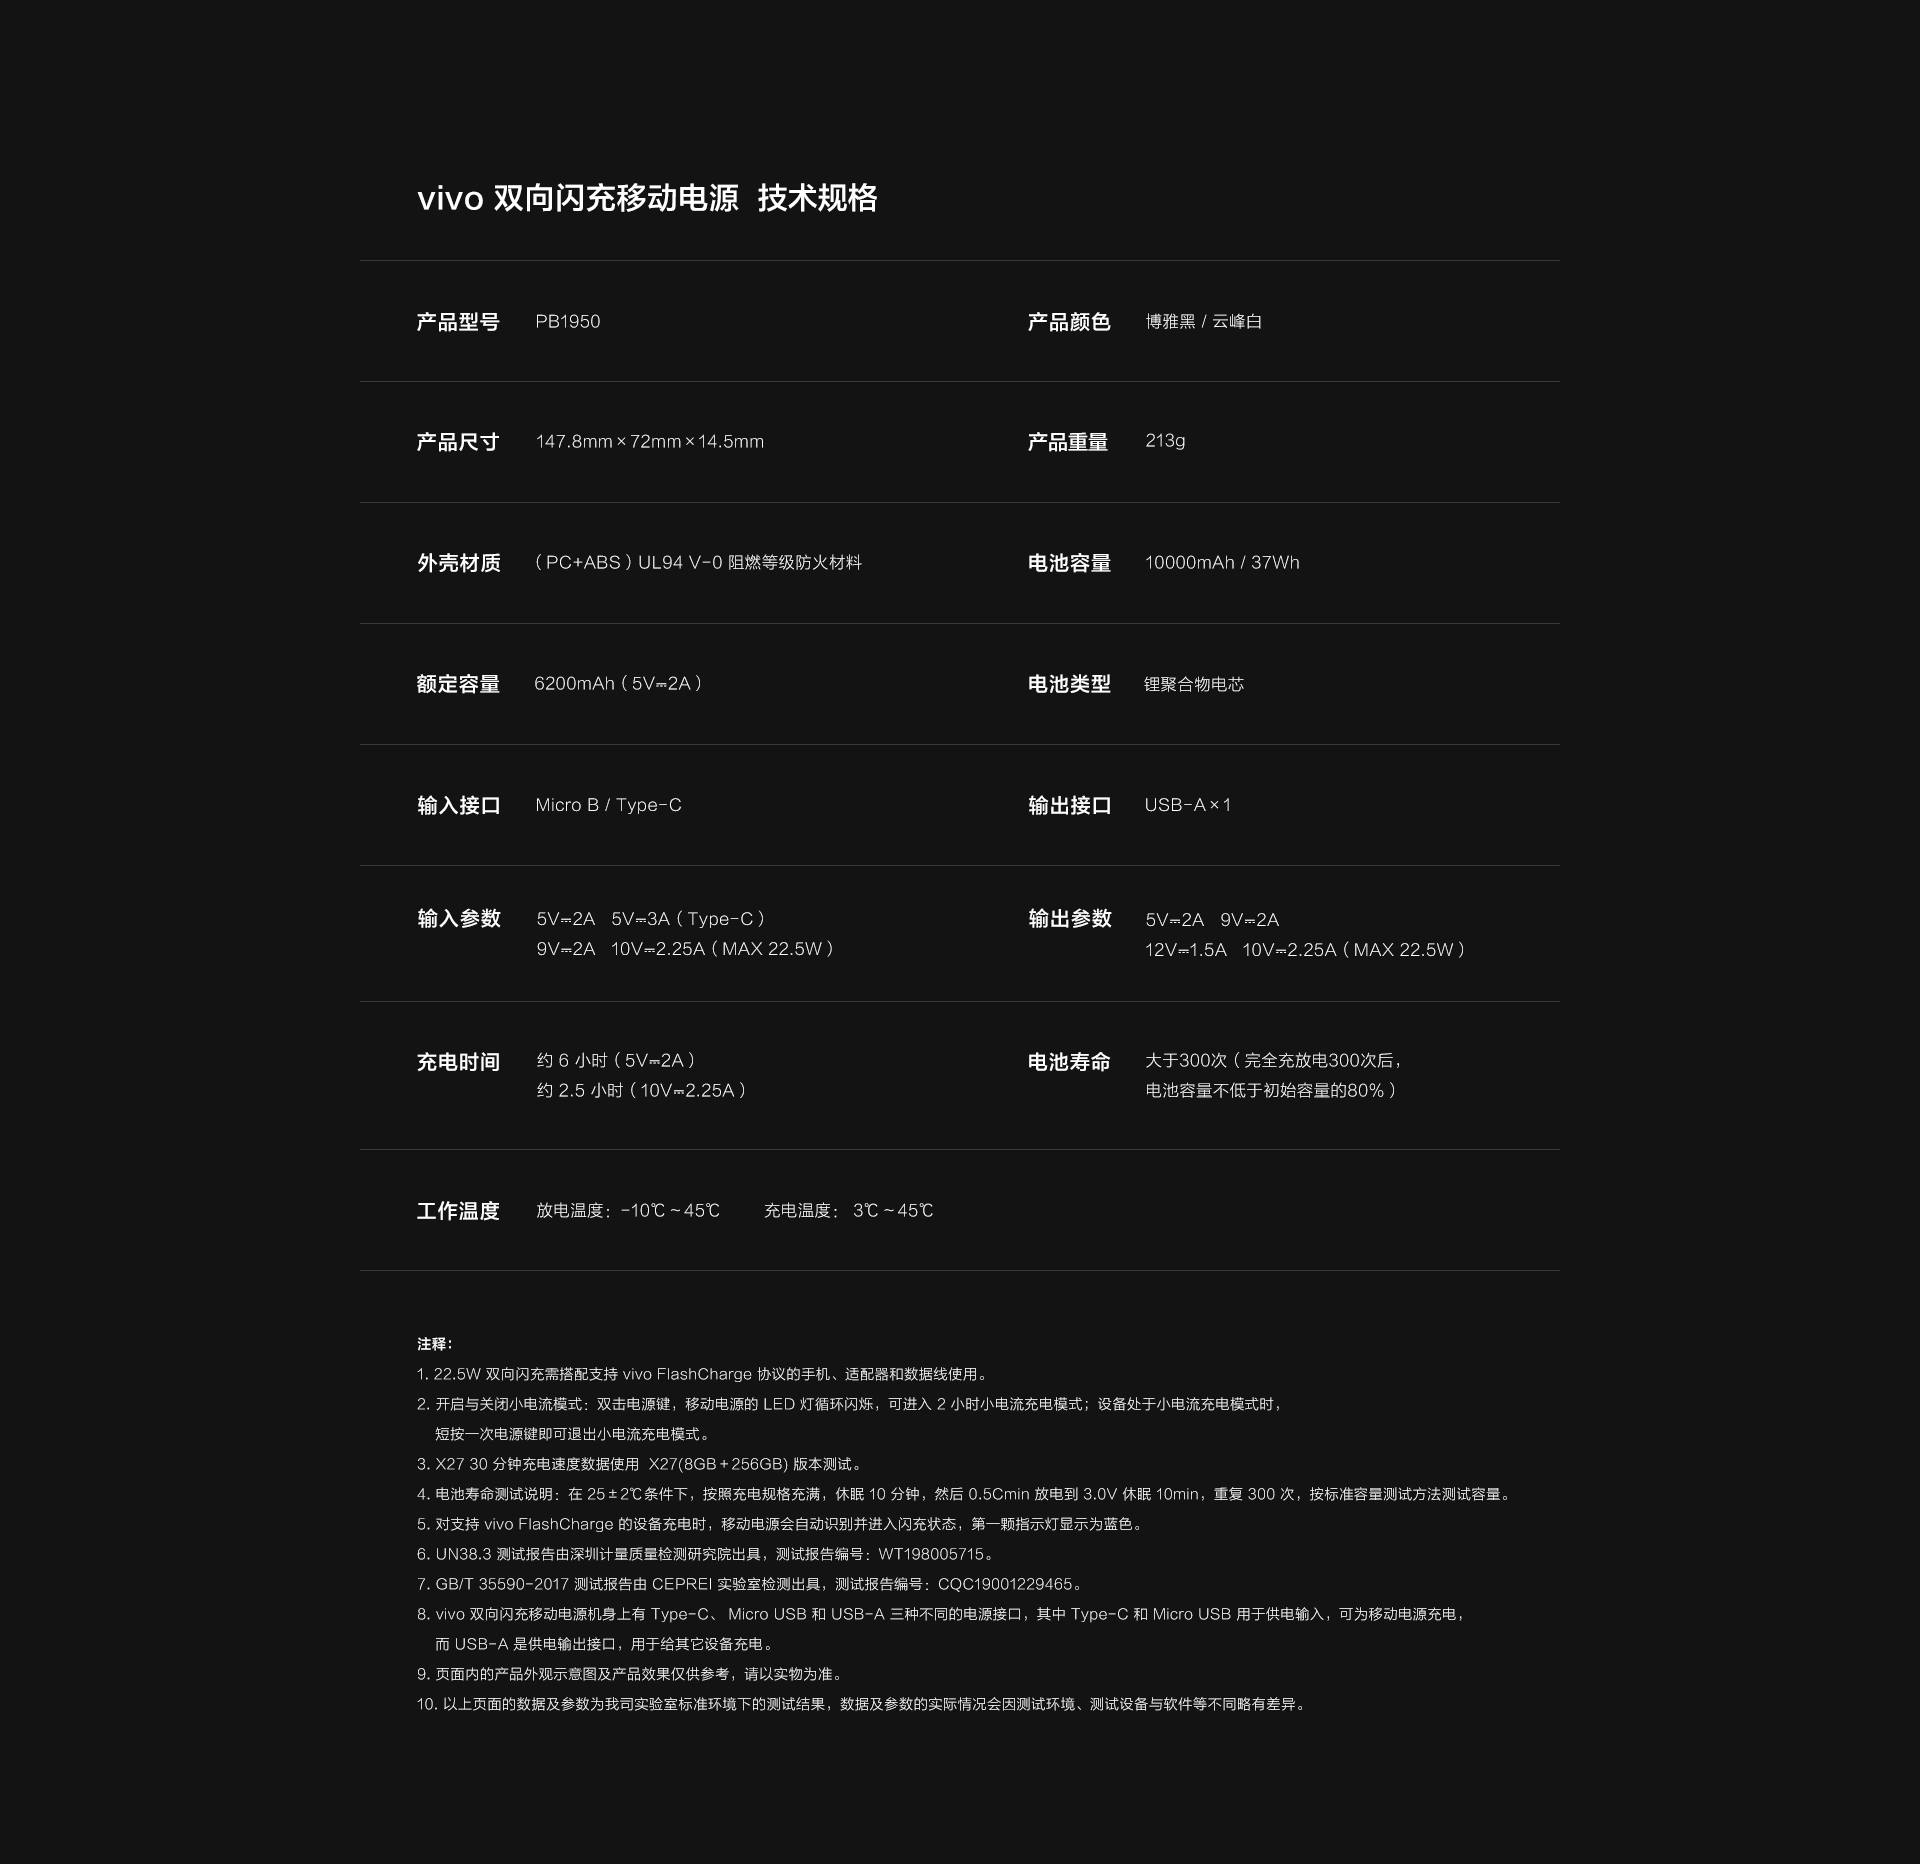 vivo 双向闪充移动电源 技术规格
产品型号 PB1950 产品颜色 博雅黑 / 云峰白
产品尺寸 147.8mm×72mm×14.5mm 产品重量 213g
外壳材质 (PC+ABS) UL94 V-0 阻燃等级防火材料 电池容量 10000mAh / 37Wh
额定容量 6200mAh (5V⎓2A) 电池类型 锂聚合物电芯
输入接口 Micro B / Type-C 输出接口 USB-A×1
输入参数 5V⎓2A 5V⎓3A (Type-C) 输出参数 5V⎓2A 9V⎓2A
9V⎓2A 10V⎓2.25A (MAX 22.5W) 12V⎓1.5A 10V⎓2.25A (MAX 22.5W)
充电时间 约 6 小时 (5V⎓2A) 电池寿命 大于300次 (完全充放电300次后,
约 2.5 小时 (10V⎓2.25A) 电池容量不低于初始容量的80%)
工作温度 放电温度: -10℃~45℃ 充电温度: 3℃~45℃
注释:
1. 22.5W 双向闪充需搭配支持 vivo FlashCharge 协议的手机、适配器和数据线使用。
2. 开启与关闭小电流模式: 双击电源键, 移动电源的 LED 灯循环闪烁, 可进入 2 小时小电流充电模式; 设备处于小电流充电模式时,
短按一次电源键即可退出小电流充电模式。
3. X27 30 分钟充电速度数据使用 X27(8GB+256GB) 版本测试。
4. 电池寿命测试说明: 在 25±2℃条件下, 按照充电规格充满, 休眠 10 分钟, 然后 0.5Cmin 放电到 3.0V 休眠 10min, 重复 300 次, 按标准容量测试方法测试容量。
5. 对支持 vivo FlashCharge 的设备充电时, 移动电源会自动识别并进入闪充状态, 第一颗指示灯显示为蓝色。
6. UN38.3 测试报告由深圳计量质量检测研究院出具, 测试报告编号: WT198005715。
7. GB/T 35590-2017 测试报告由 CEPREI 实验室检测出具, 测试报告编号: CQC19001229465。
8. vivo 双向闪充移动电源机身上有 Type-C、 Micro USB 和 USB-A 三种不同的电源接口, 其中 Type-C 和 Micro USB 用于供电输入, 可为移动电源充电,
而 USB-A 是供电输出接口, 用于给其它设备充电。
9. 页面内的产品外观示意图及产品效果仅供参考, 请以实物为准。
10. 以上页面的数据及参数为我司实验室标准环境下的测试结果, 数据及参数的实际情况会因测试环境、测试设备与软件等不同略有差异。